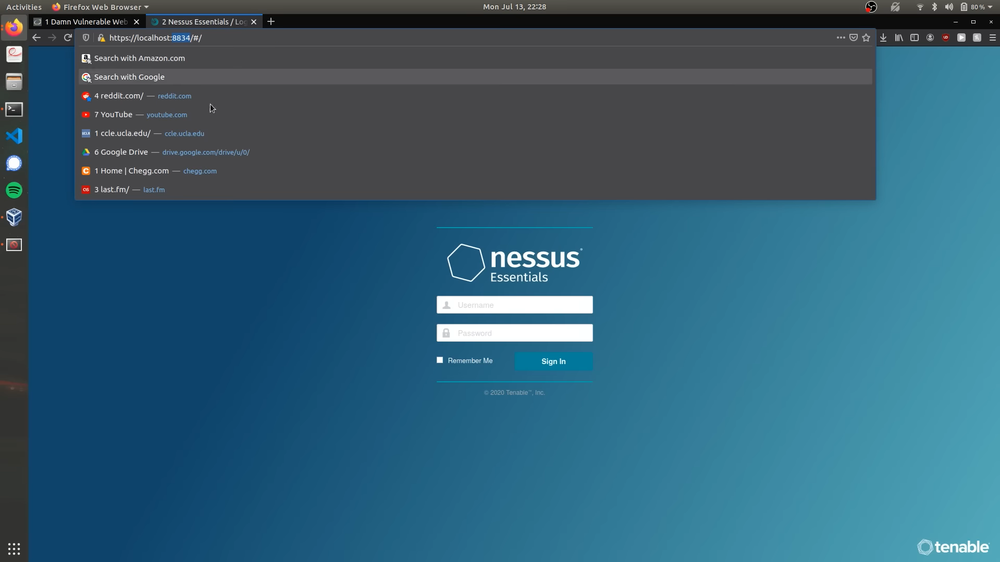 Activities Firefox Web Browser Mon Jul 13, 22:28 80 %
1 Damn Vulnerable Web 2 Nessus Essentials / Log
https://localhost:8834/#/
Search with Amazon.com
Search with Google
4 reddit.com/ — reddit.com
7 YouTube — youtube.com
1 ccle.ucla.edu/ — ccle.ucla.edu
6 Google Drive — drive.google.com/drive/u/0/
1 Home | Chegg.com — chegg.com
3 last.fm/ — last.fm
nessus®
Essentials
Username
Password
Remember Me Sign In
© 2020 Tenable™, Inc.
tenable